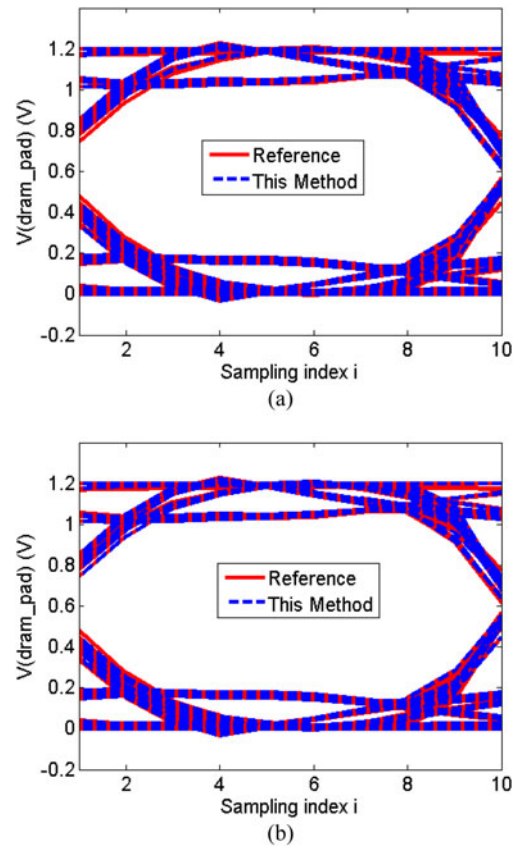 1.2
1
0.8
0.6
0.4
0.2
0
-0.2
V(dram_pad) (V)
Reference
This Method
2 4 6 8 10
Sampling index i
(a)
1.2
1
0.8
0.6
0.4
0.2
0
-0.2
V(dram_pad) (V)
Reference
This Method
2 4 6 8 10
Sampling index i
(b)